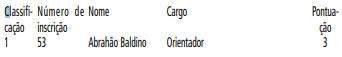 Classifi- Número de Nome Cargo Pontua-
cação inscrição ção
1 53 Abrahão Baldino Orientador 3